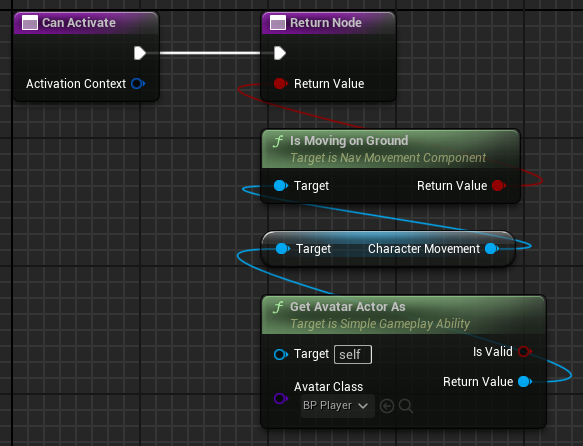 Can Activate
Activation Context
Return Node
Return Value
f Is Moving on Ground
Target is Nav Movement Component
Target Return Value
Target Character Movement
f Get Avatar Actor As
Target is Simple Gameplay Ability
Target self
Is Valid
Return Value
Avatar Class
BP Player